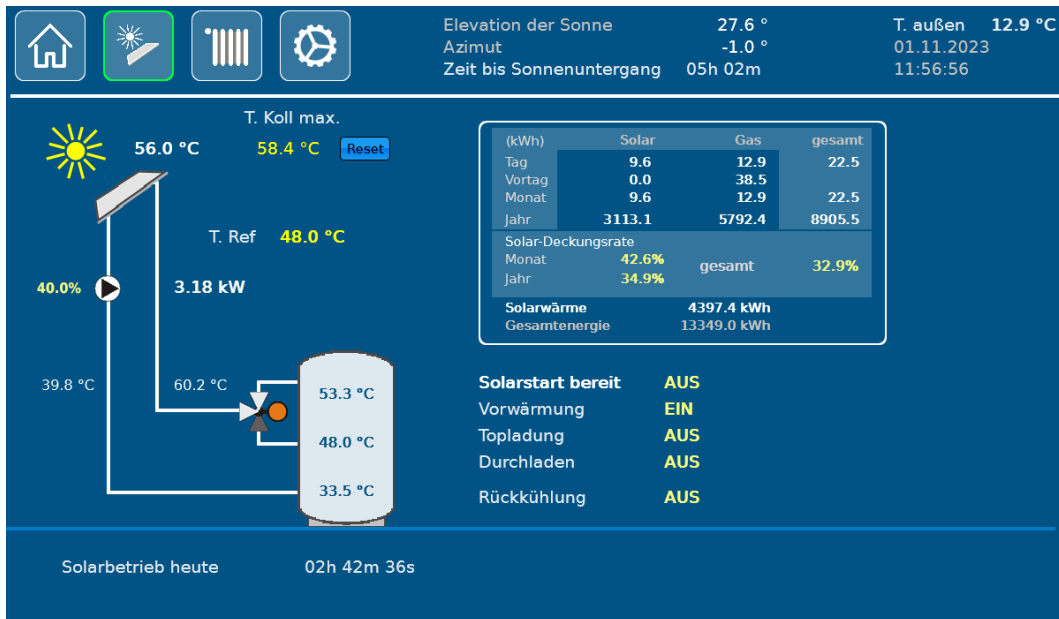 Elevation der Sonne 27.6 °
Azimut -1.0 °
Zeit bis Sonnenuntergang 05h 02m
T. außen 12.9 °C
01.11.2023
11:56:56
T. Koll max.
56.0 °C 58.4 °C Reset
T. Ref 48.0 °C
40.0% 3.18 kW
39.8 °C 60.2 °C
53.3 °C
48.0 °C
33.5 °C
(kWh) Solar Gas gesamt
Tag 9.6 12.9 22.5
Vortag 0.0 38.5
Monat 9.6 12.9 22.5
Jahr 3113.1 5792.4 8905.5
Solar-Deckungsrate
Monat 42.6%
gesamt 32.9%
Jahr 34.9%
Solarwärme 4397.4 kWh
Gesamtenergie 13349.0 kWh
Solarstart bereit AUS
Vorwärmung EIN
Topladung AUS
Durchladen AUS
Rückkühlung AUS
Solarbetrieb heute 02h 42m 36s